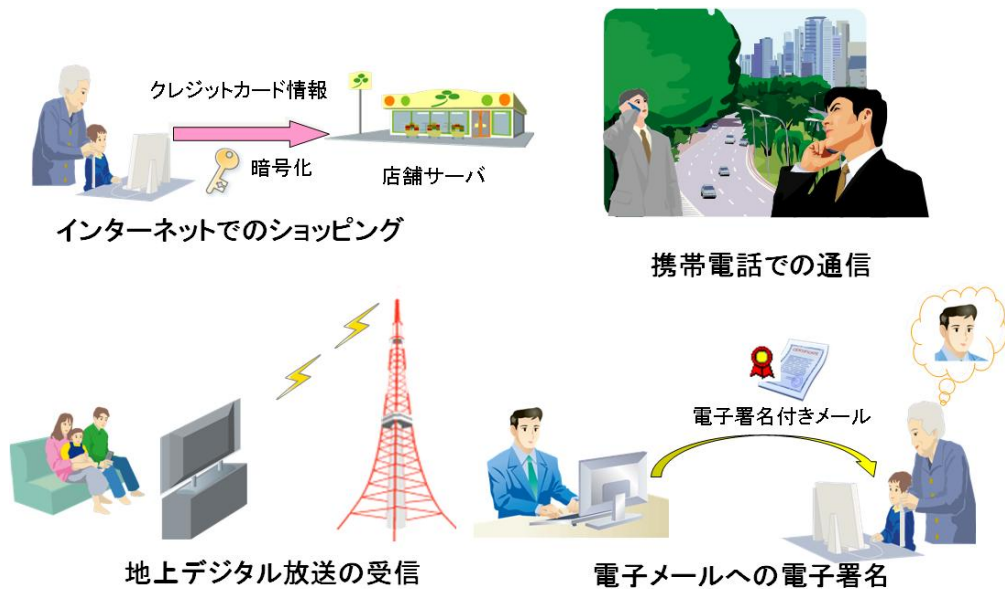 クレジットカード情報
暗号化
店舗サーバ
インターネットでのショッピング
携帯電話での通信
電子署名付きメール
地上デジタル放送の受信
電子メールへの電子署名